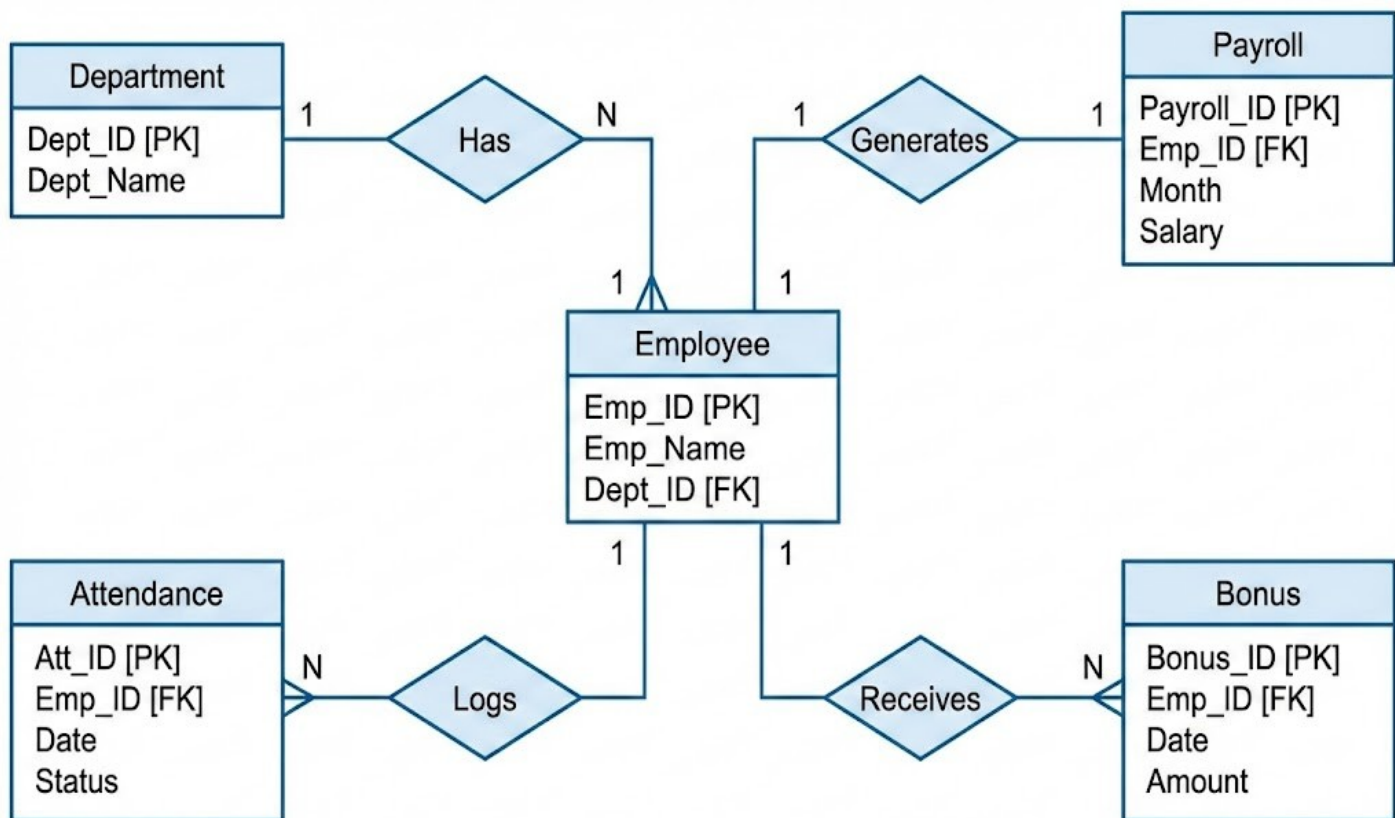 Department
Dept_ID [PK]
Dept_Name
1
Has
N
1
1
Generates
1
1
Payroll
Payroll_ID [PK]
Emp_ID [FK]
Month
Salary
Employee
Emp_ID [PK]
Emp_Name
Dept_ID [FK]
1
1
Attendance
Att_ID [PK]
Emp_ID [FK]
Date
Status
N
Logs
Receives
N
Bonus
Bonus_ID [PK]
Emp_ID [FK]
Date
Amount